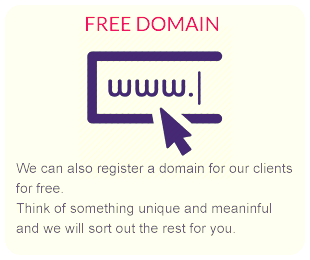 FREE DOMAIN
www.
We can also register a domain for our clients
for free.
Think of something unique and meaninful
and we will sort out the rest for you.